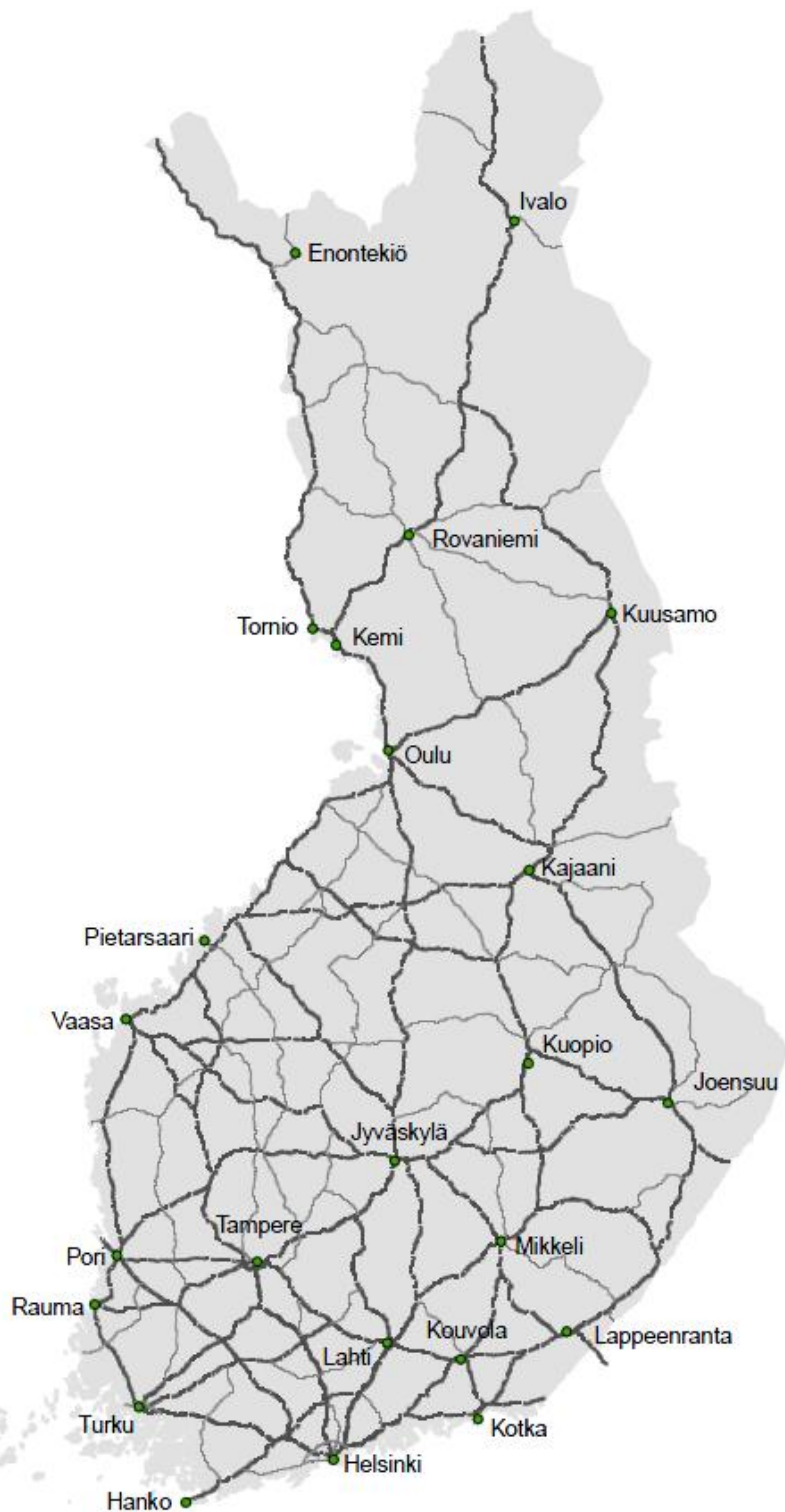 Ivalo
Enontekiö
Rovaniemi
Kuusamo
Tornio
Kemi
Oulu
Kajaani
Pietarsaari
Vaasa
Kuopio
Joensuu
Jyväskylä
Tampere
Mikkeli
Pori
Rauma
Kouvola
Lappeenranta
Lahti
Turku
Kotka
Helsinki
Hanko